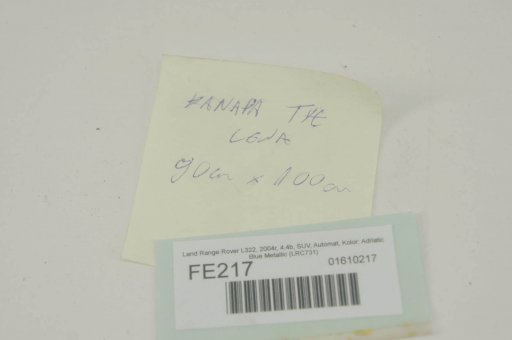 KANAPA TYŁ
LEWA
90cm x 100cm
Land Range Rover L322, 2004r, 4.4b, SUV, Automat, Kolor: Adriatic
Blue Metallic (LRC731)
FE217
01610217